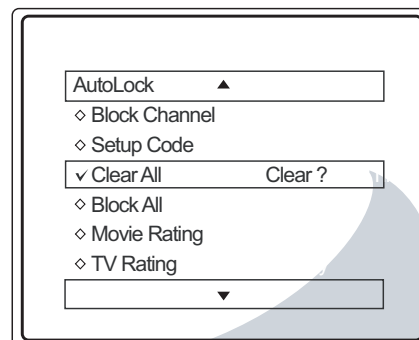 AutoLock ▲
◇ Block Channel
◇ Setup Code
✓ Clear All Clear ?
◇ Block All
◇ Movie Rating
◇ TV Rating
▼